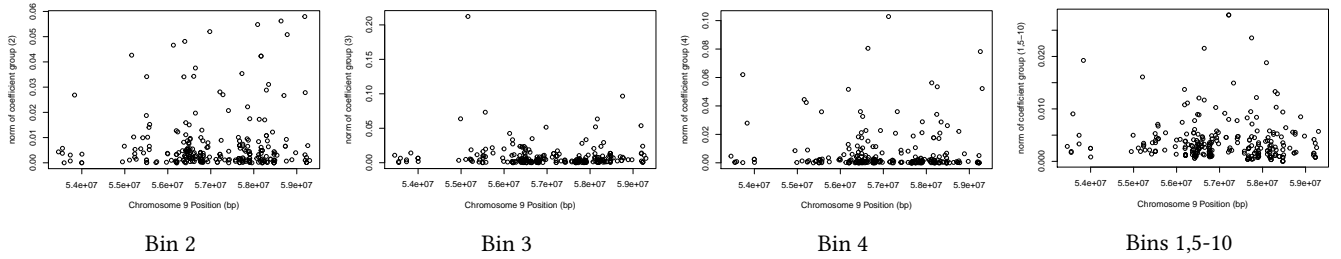 norm of coefficient group (2)
0.00 0.01 0.02 0.03 0.04 0.05 0.06
5.4e+07 5.5e+07 5.6e+07 5.7e+07 5.8e+07 5.9e+07
Chromosome 9 Position (bp)
Bin 2
norm of coefficient group (3)
0.00 0.05 0.10 0.15 0.20
5.4e+07 5.5e+07 5.6e+07 5.7e+07 5.8e+07 5.9e+07
Chromosome 9 Position (bp)
Bin 3
norm of coefficient group (4)
0.00 0.02 0.04 0.06 0.08 0.10
5.4e+07 5.5e+07 5.6e+07 5.7e+07 5.8e+07 5.9e+07
Chromosome 9 Position (bp)
Bin 4
norm of coefficient group (1,5−10)
0.000 0.010 0.020
5.4e+07 5.5e+07 5.6e+07 5.7e+07 5.8e+07 5.9e+07
Chromosome 9 Position (bp)
Bins 1,5-10